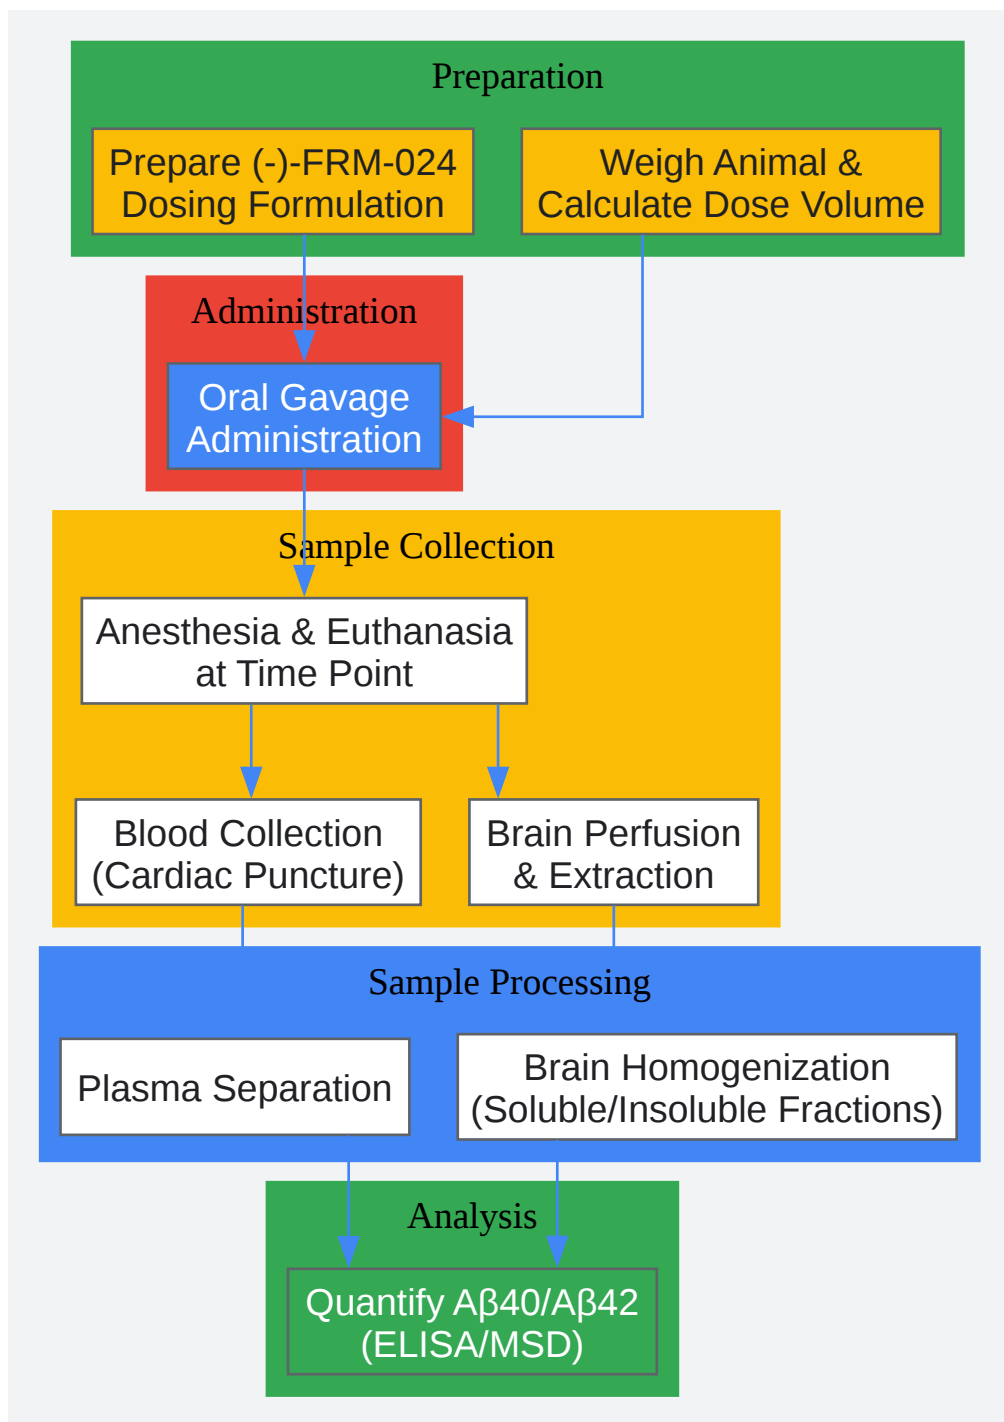 Preparation
Prepare (-)-FRM-024
Dosing Formulation
Weigh Animal &
Calculate Dose Volume
Administration
Oral Gavage
Administration
Sample Collection
Anesthesia & Euthanasia
at Time Point
Blood Collection
(Cardiac Puncture)
Brain Perfusion
& Extraction
Sample Processing
Plasma Separation
Brain Homogenization
(Soluble/Insoluble Fractions)
Analysis
Quantify Aβ40/Aβ42
(ELISA/MSD)